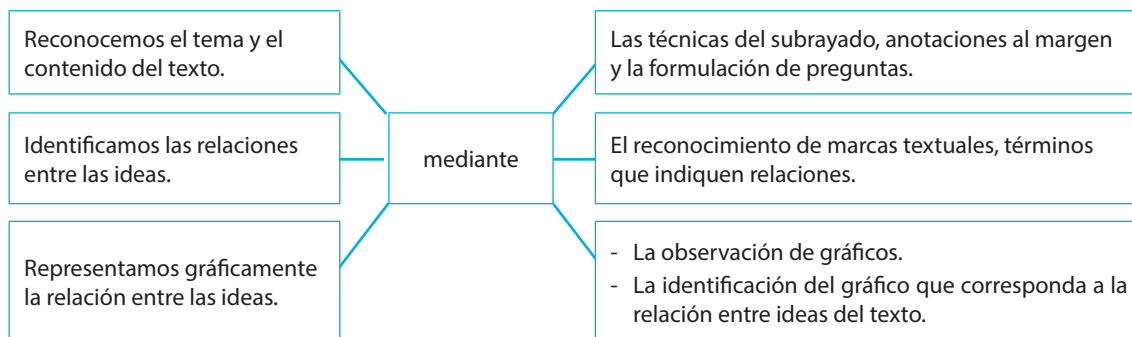 Reconocemos el tema y el
contenido del texto.
Identificamos las relaciones
entre las ideas.
Representamos gráficamente
la relación entre las ideas.
mediante
Las técnicas del subrayado, anotaciones al margen
y la formulación de preguntas.
El reconocimiento de marcas textuales, términos
que indiquen relaciones.
- La observación de gráficos.
- La identificación del gráfico que corresponda a la
relación entre ideas del texto.